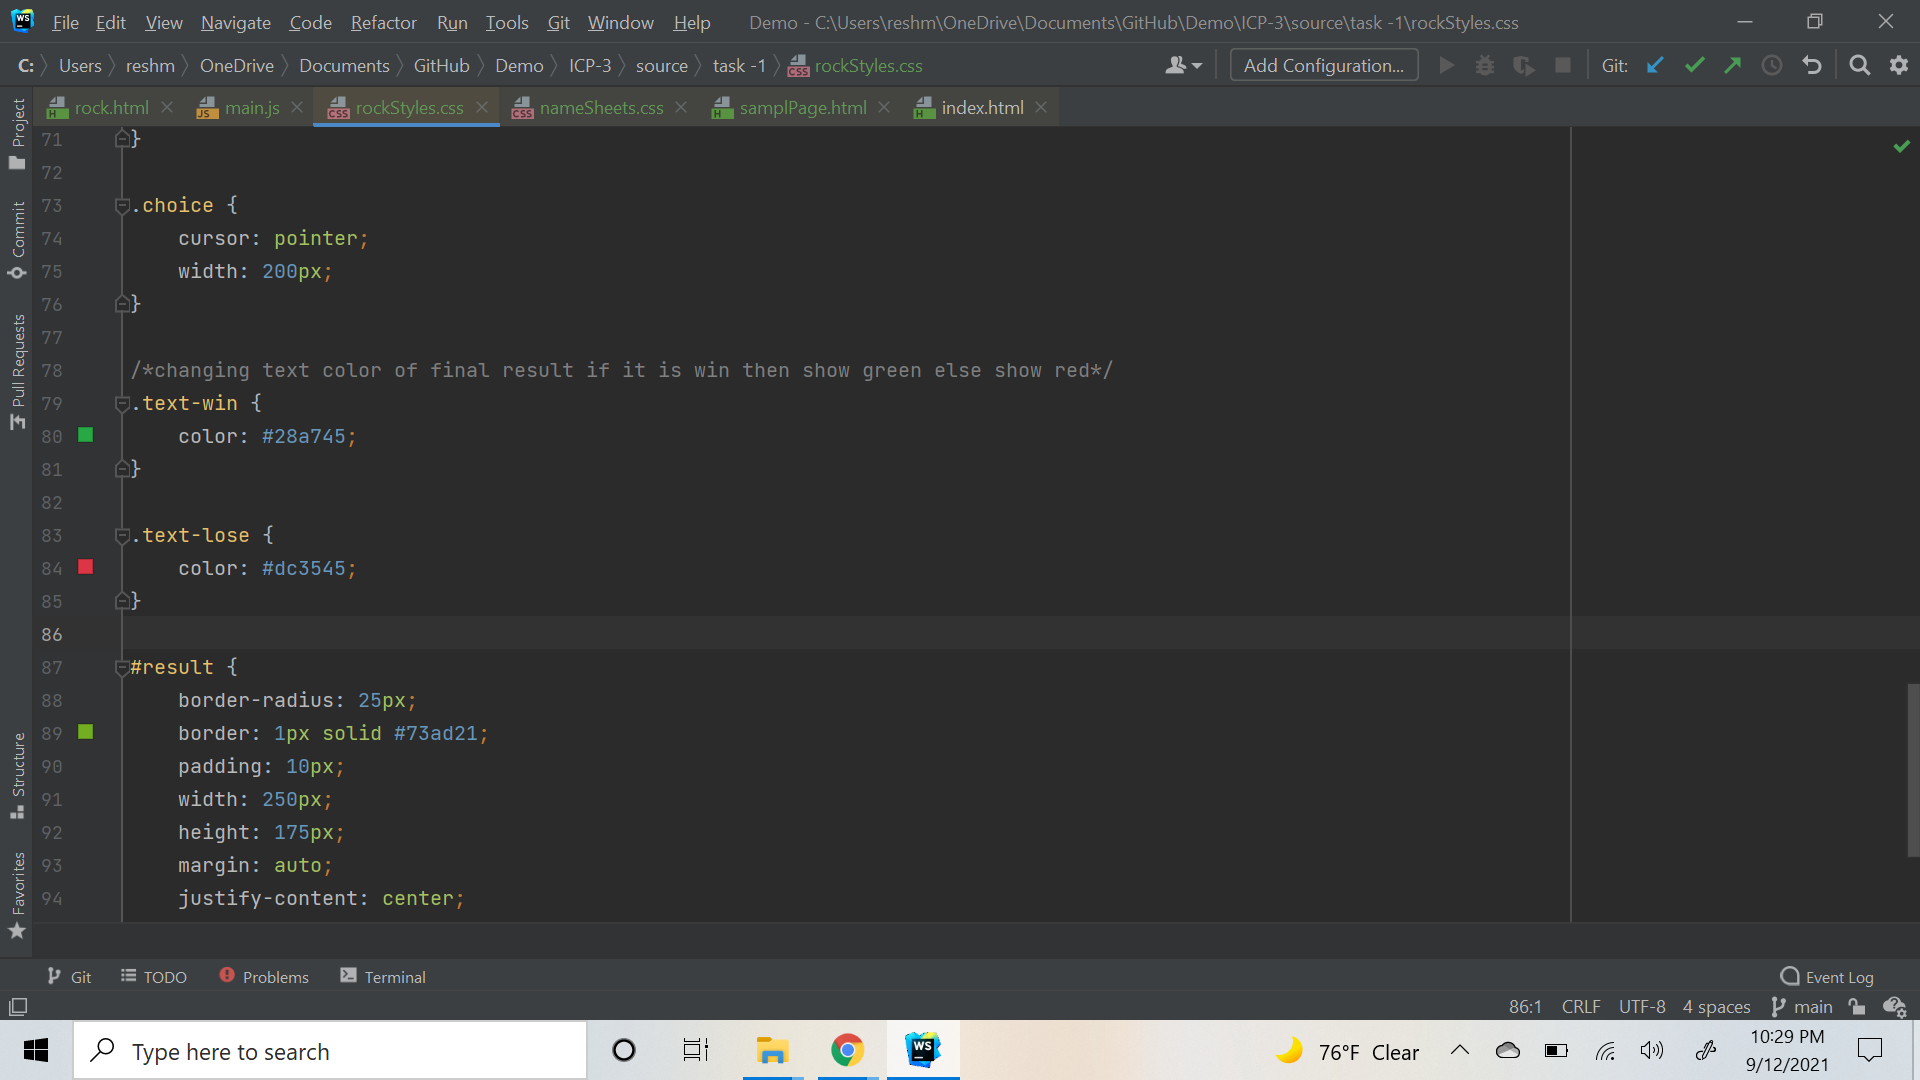 WS File Edit View Navigate Code Refactor Run Tools Git Window Help Demo - C:\Users\reshm\OneDrive\Documents\GitHub\Demo\ICP-3\source\task -1\rockStyles.css
C: Users reshm OneDrive Documents GitHub Demo ICP-3 source task -1 rockStyles.css Add Configuration... Git:
rock.html main.js rockStyles.css nameSheets.css samplPage.html index.html
Project
Commit
Pull Requests
Structure
Favorites
71 }
72
73 .choice {
74 cursor: pointer;
75 width: 200px;
76 }
77
78 /*changing text color of final result if it is win then show green else show red*/
79 .text-win {
80 color: #28a745;
81 }
82
83 .text-lose {
84 color: #dc3545;
85 }
86
87 #result {
88 border-radius: 25px;
89 border: 1px solid #73ad21;
90 padding: 10px;
91 width: 250px;
92 height: 175px;
93 margin: auto;
94 justify-content: center;
Git TODO Problems Terminal Event Log
86:1 CRLF UTF-8 4 spaces main
Type here to search WS 76°F Clear 10:29 PM
9/12/2021